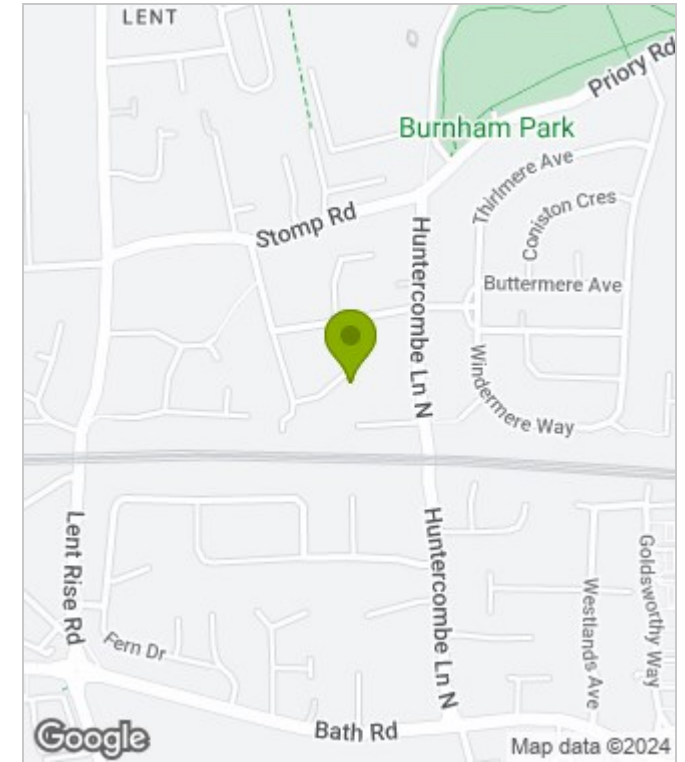 LENT
Priory Rd
Burnham Park
Thirlmere Ave
Coniston Cres
Stomp Rd
Huntercombe Ln N
Buttermere Ave
Windermere Way
Lent Rise Rd
Huntercombe Ln N
Goldsworthy Way
Westlands Ave
Fern Dr
Bath Rd
Google
Map data ©2024